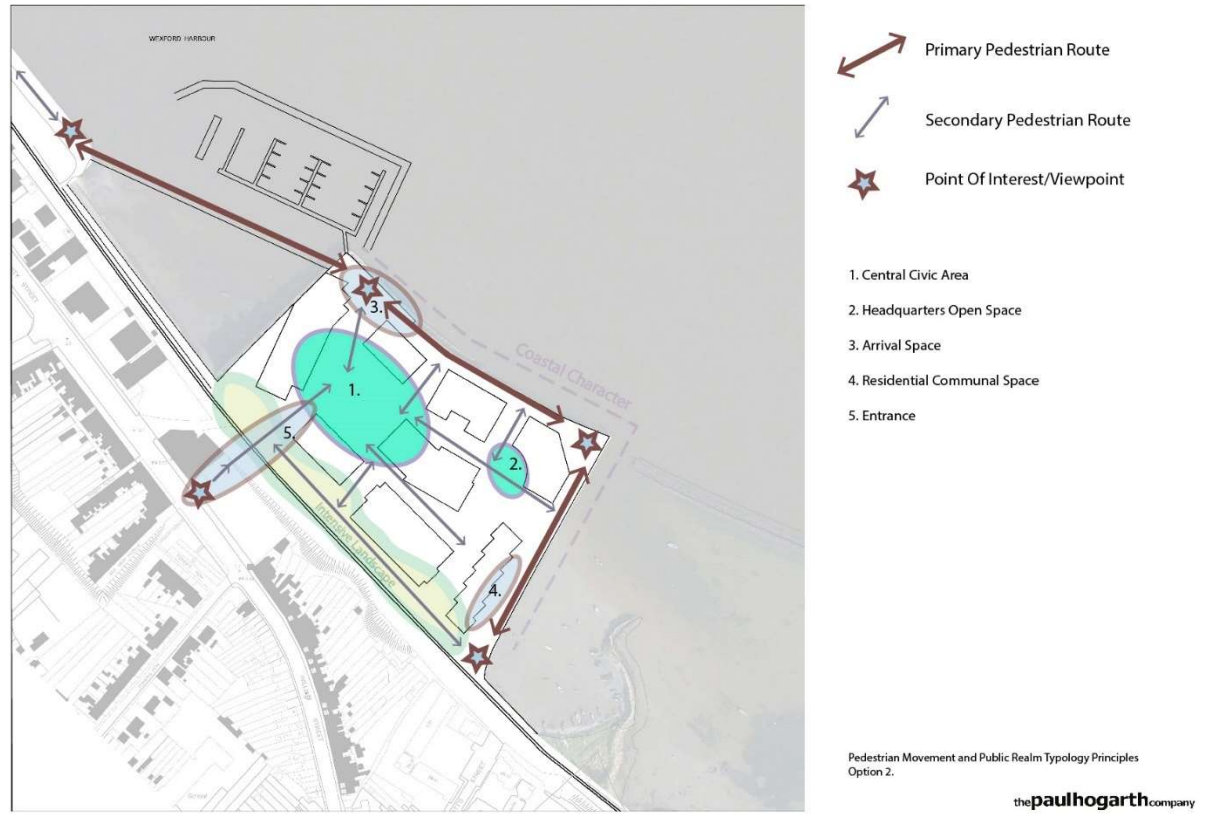 WEXFORD HARBOUR
Primary Pedestrian Route
Secondary Pedestrian Route
Point Of Interest/Viewpoint
1. Central Civic Area
2. Headquarters Open Space
3. Arrival Space
4. Residential Communal Space
5. Entrance
3.
Coastal Character
1.
5.
2.
Intensive Landscape
4.
Pedestrian Movement and Public Realm Typology Principles
Option 2.
thepaulhogarthcompany